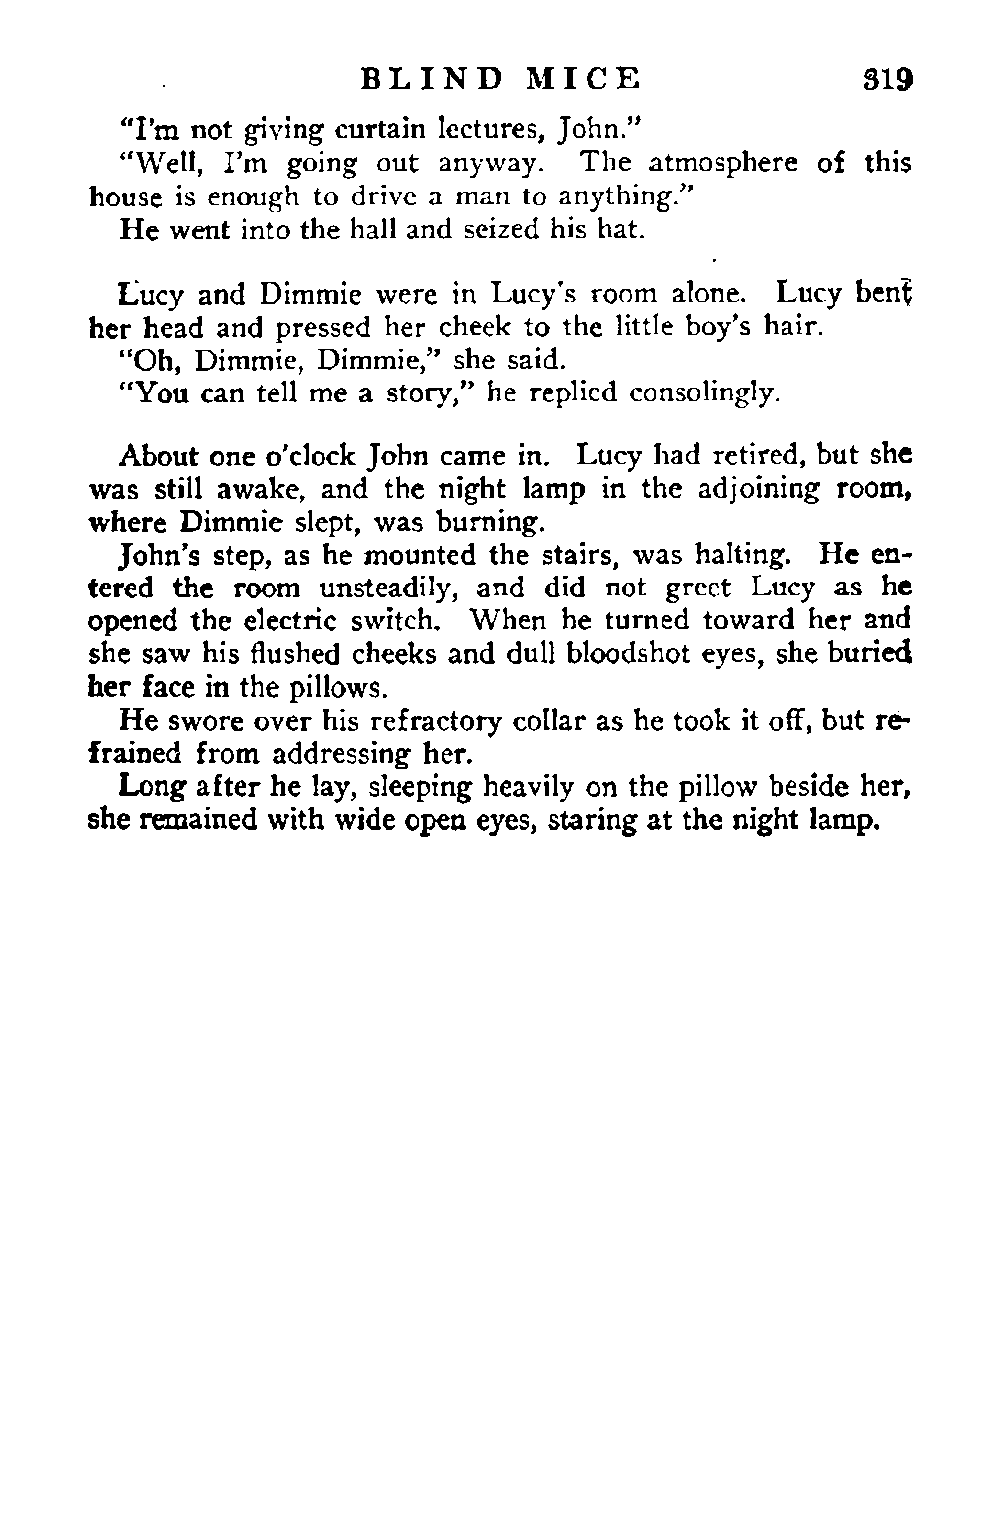 BLIND MICE 319
“I’m not giving curtain lectures, John.”
“Well, I’m going out anyway. The atmosphere of this
house is enough to drive a man to anything.”
He went into the hall and seized his hat.
Lucy and Dimmie were in Lucy’s room alone. Lucy bent
her head and pressed her cheek to the little boy’s hair.
“Oh, Dimmie, Dimmie,” she said.
“You can tell me a story,” he replied consolingly.
About one o’clock John came in. Lucy had retired, but she
was still awake, and the night lamp in the adjoining room,
where Dimmie slept, was burning.
John’s step, as he mounted the stairs, was halting. He en-
tered the room unsteadily, and did not greet Lucy as he
opened the electric switch. When he turned toward her and
she saw his flushed cheeks and dull bloodshot eyes, she buried
her face in the pillows.
He swore over his refractory collar as he took it off, but re-
frained from addressing her.
Long after he lay, sleeping heavily on the pillow beside her,
she remained with wide open eyes, staring at the night lamp.